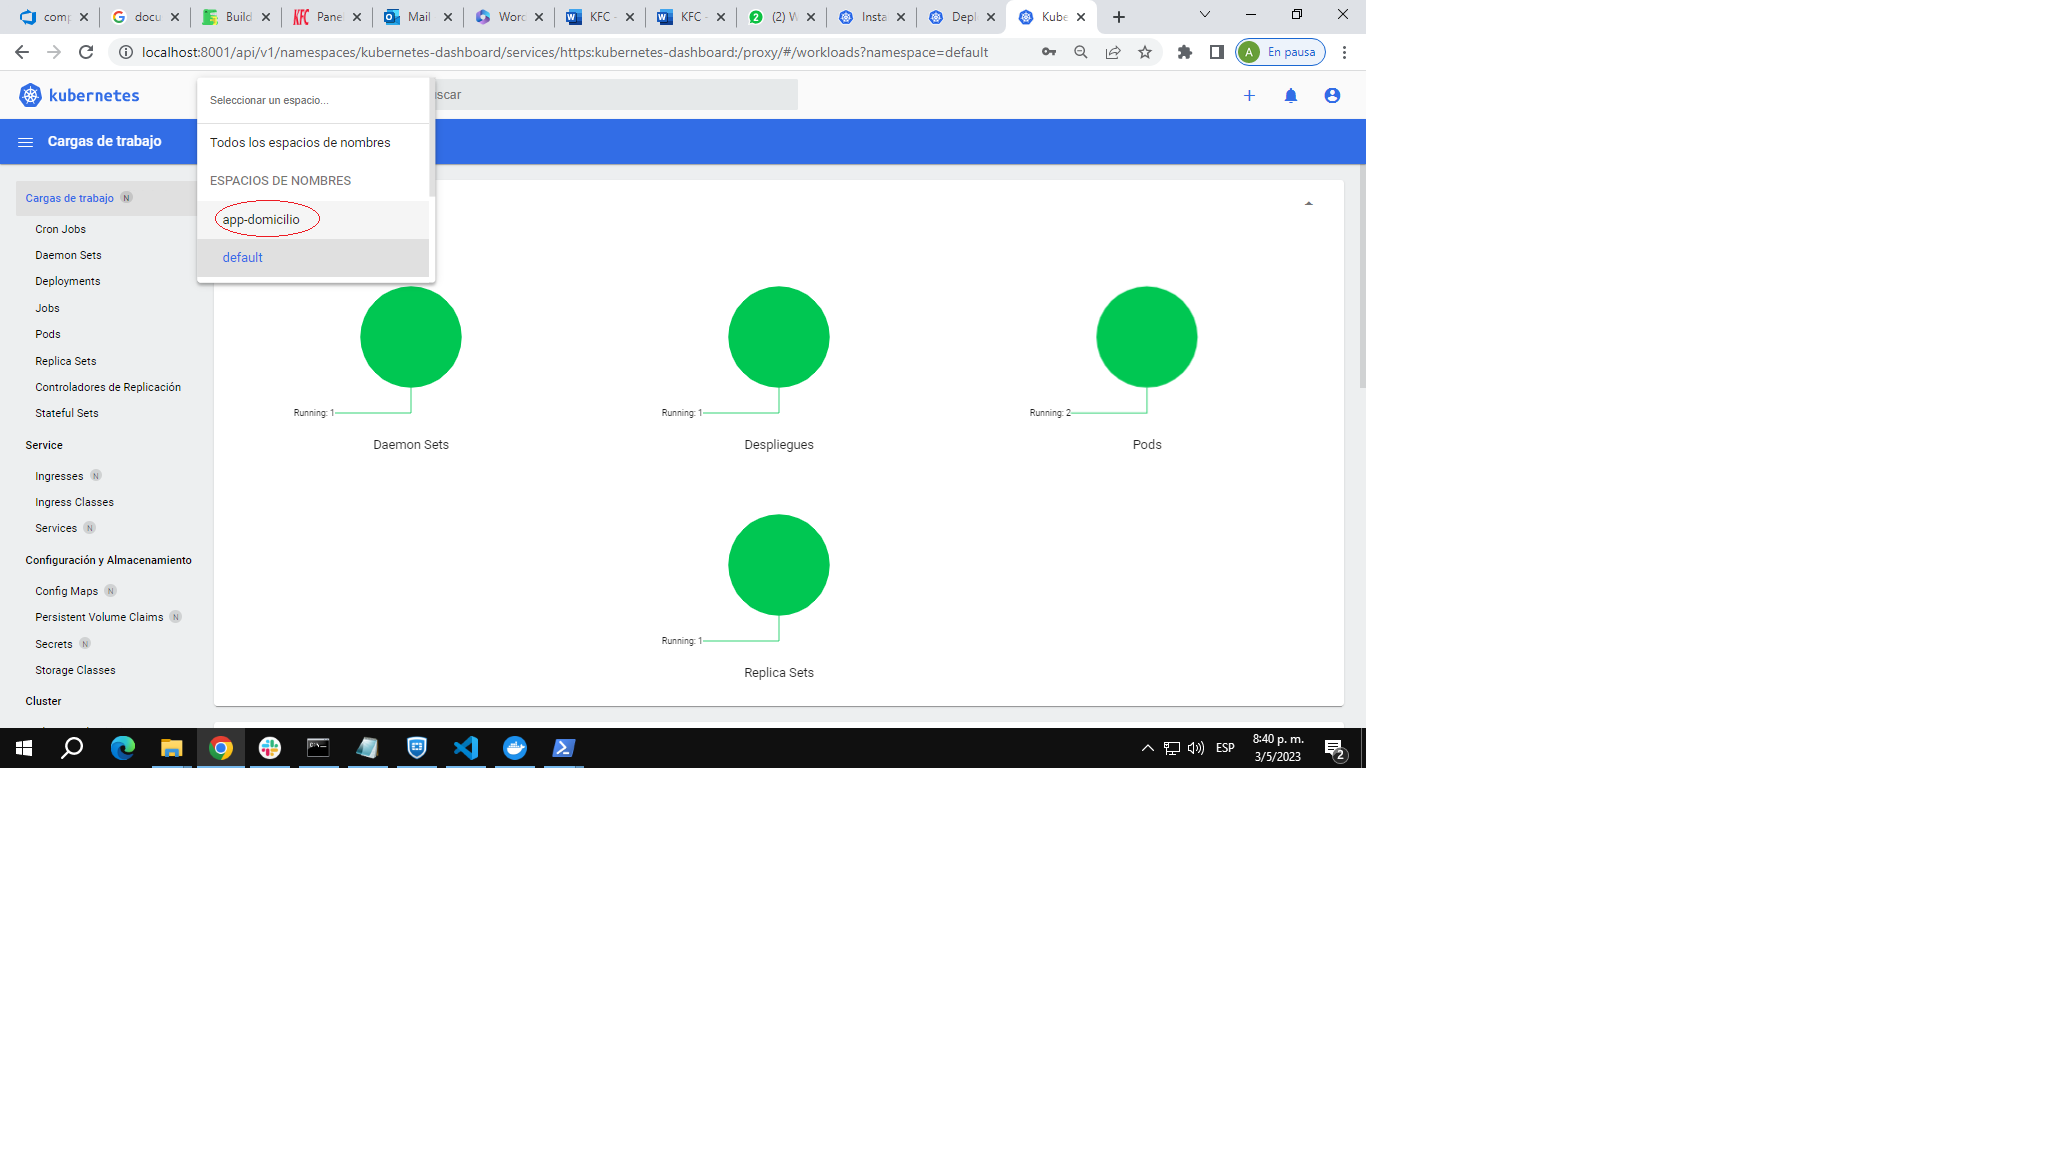 comp
docu
Build
KFC Pane
Mail
Word
KFC -
KFC -
(2) W
Insta
Depl
Kube
localhost:8001/api/v1/namespaces/kubernetes-dashboard/services/https:kubernetes-dashboard:/proxy/#/workloads?namespace=default
A En pausa
kubernetes
Seleccionar un espacio...
scar
Cargas de trabajo
Todos los espacios de nombres
ESPACIOS DE NOMBRES
app-domicilio
default
Cargas de trabajo N
Cron Jobs
Daemon Sets
Deployments
Jobs
Pods
Replica Sets
Controladores de Replicación
Stateful Sets
Service
Ingresses N
Ingress Classes
Services N
Configuración y Almacenamiento
Config Maps N
Persistent Volume Claims N
Secrets N
Storage Classes
Cluster
Running: 1
Daemon Sets
Running: 1
Despliegues
Running: 2
Pods
Running: 1
Replica Sets
ESP
8:40 p. m.
3/5/2023
2